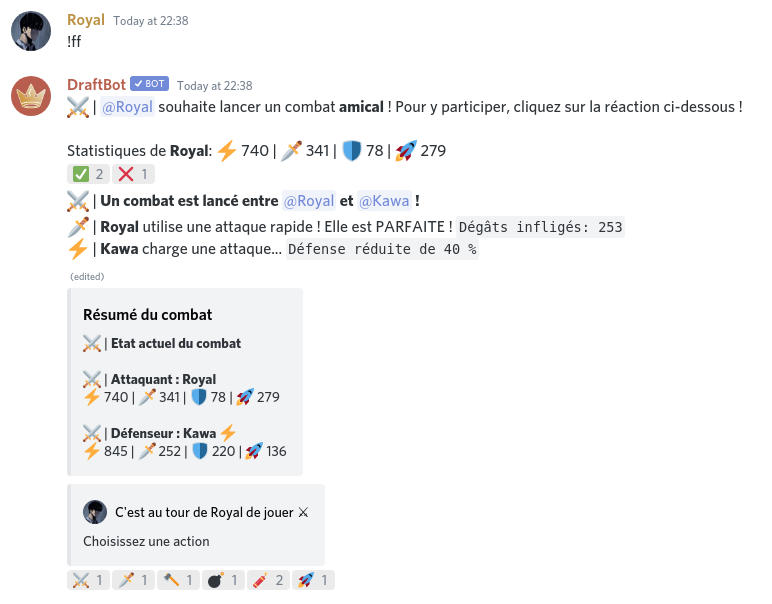 Royal Today at 22:38
!ff
DraftBot ✓ BOT Today at 22:38
⚔️ | @Royal souhaite lancer un combat amical ! Pour y participer, cliquez sur la réaction ci-dessous !
Statistiques de Royal: ⚡ 740 | 🗡️ 341 | 🛡️ 78 | 🚀 279
✅ 2 ❌ 1
⚔️ | Un combat est lancé entre @Royal et @Kawa !
🗡️ | Royal utilise une attaque rapide ! Elle est PARFAITE ! Dégâts infligés: 253
⚡ | Kawa charge une attaque... Défense réduite de 40 %
(edited)
Résumé du combat
⚔️ | Etat actuel du combat
⚔️ | Attaquant : Royal
⚡ 740 | 🗡️ 341 | 🛡️ 78 | 🚀 279
⚔️ | Défenseur : Kawa ⚡
⚡ 845 | 🗡️ 252 | 🛡️ 220 | 🚀 136
C'est au tour de Royal de jouer ⚔
Choisissez une action
⚔️ 1 🗡️ 1 🔨 1 💣 1 🧨 2 🚀 1